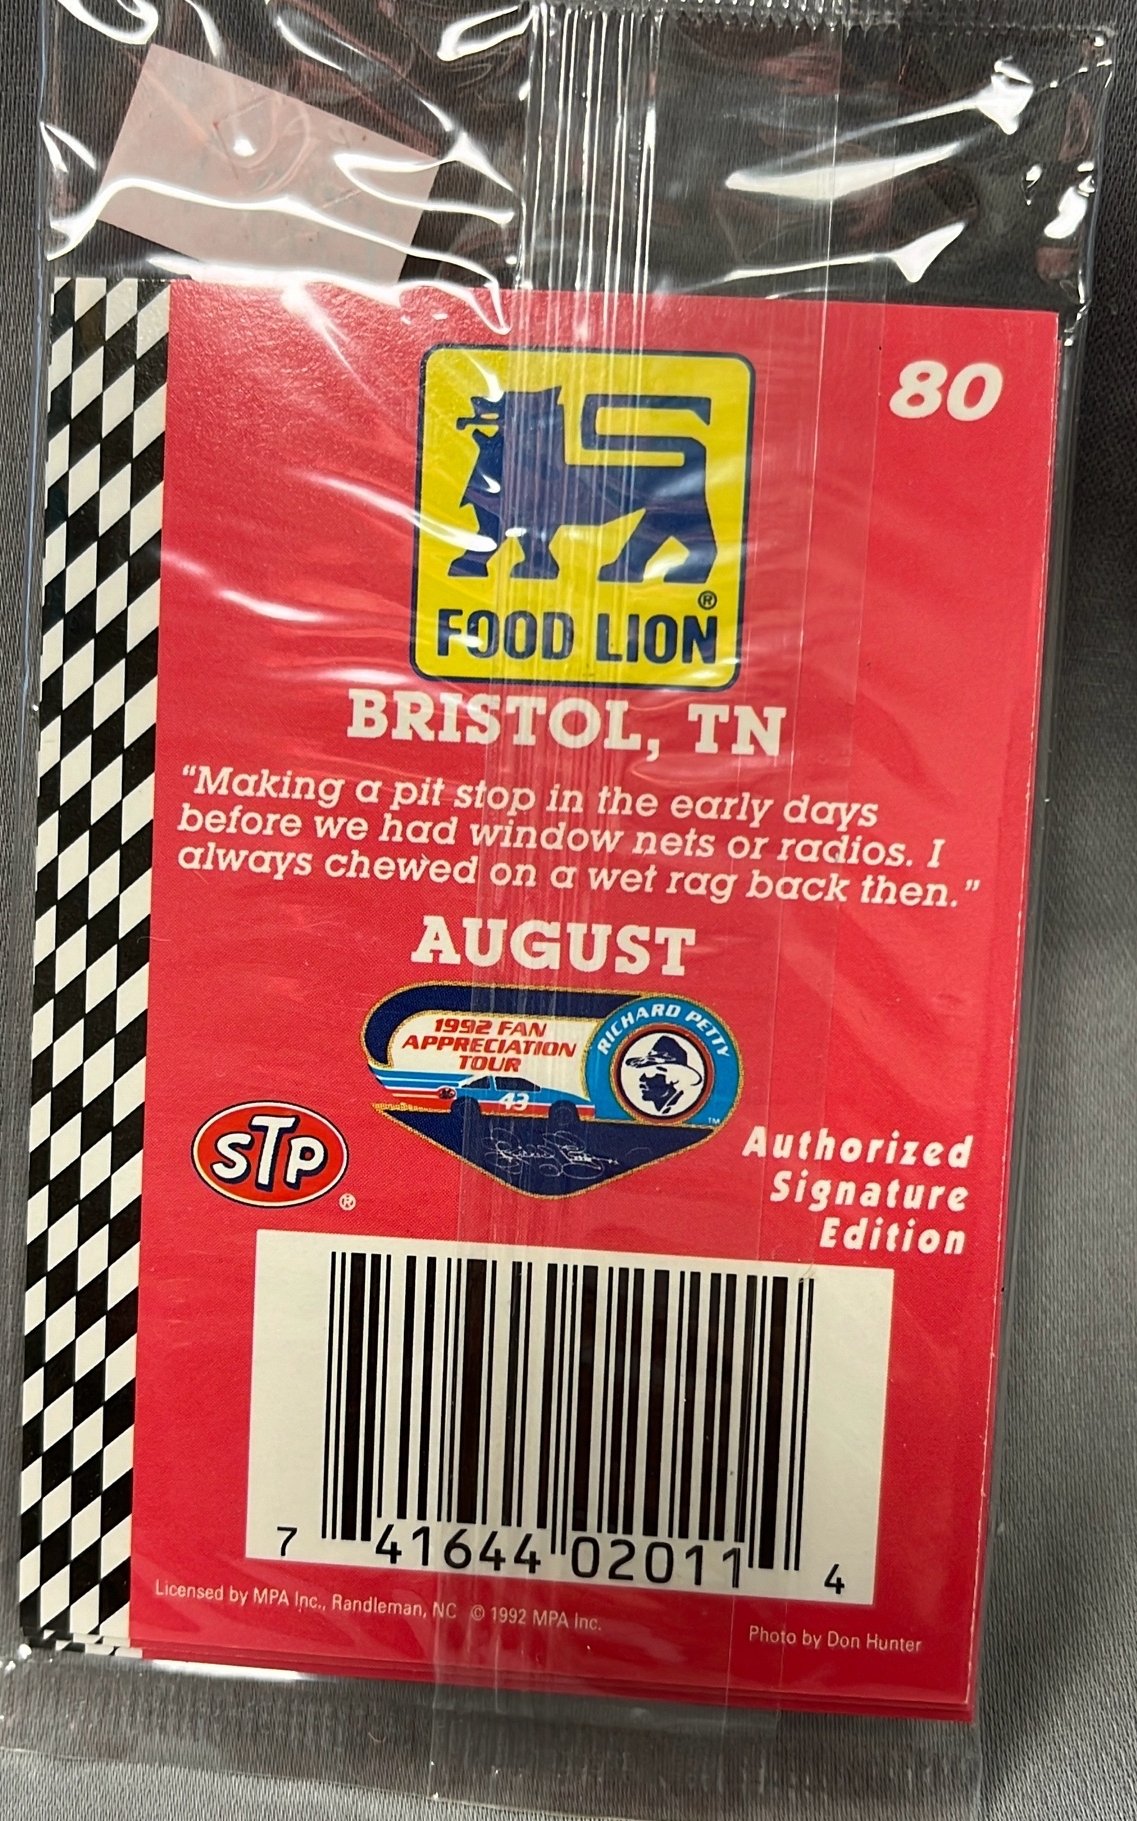 80
FOOD LION ®
BRISTOL, TN
“Making a pit stop in the early days
before we had window nets or radios. I
always chewed on a wet rag back then.”
AUGUST
1992 FAN
APPRECIATION
TOUR
RICHARD PETTY
43
TM
STP ®
Authorized
Signature
Edition
7 41644 02011 4
Licensed by MPA Inc., Randleman, NC © 1992 MPA Inc.
Photo by Don Hunter